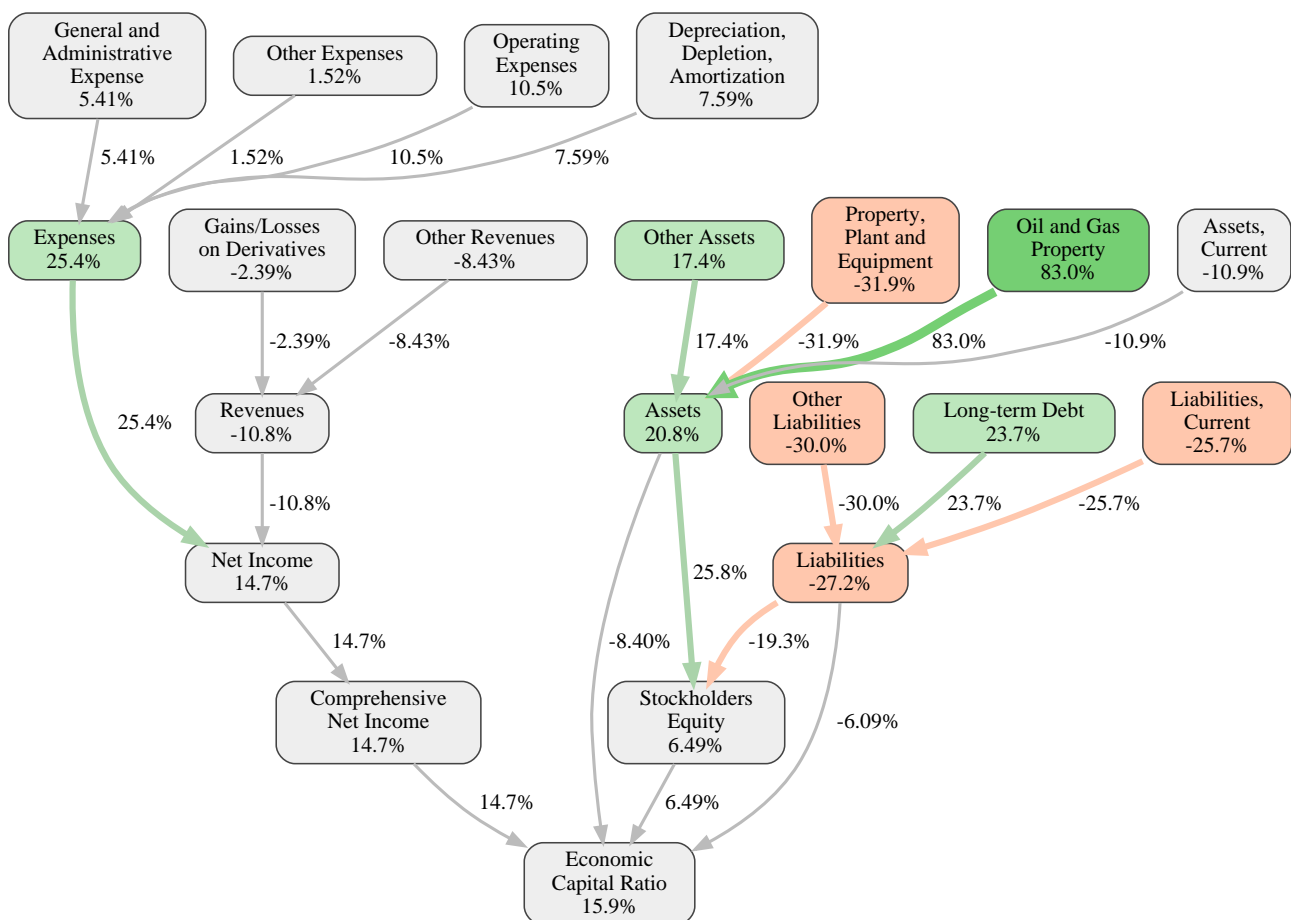 General and
Administrative
Expense
5.41%
Other Expenses
1.52%
Operating
Expenses
10.5%
Depreciation,
Depletion,
Amortization
7.59%
5.41%
1.52%
10.5%
7.59%
Expenses
25.4%
Gains/Losses
on Derivatives
-2.39%
Other Revenues
-8.43%
Other Assets
17.4%
Property,
Plant and
Equipment
-31.9%
Oil and Gas
Property
83.0%
Assets,
Current
-10.9%
-2.39%
-8.43%
17.4%
-31.9%
83.0%
-10.9%
25.4%
Revenues
-10.8%
Assets
20.8%
Other
Liabilities
-30.0%
Long-term Debt
23.7%
Liabilities,
Current
-25.7%
-10.8%
-30.0%
23.7%
-25.7%
Net Income
14.7%
25.8%
Liabilities
-27.2%
14.7%
-8.40%
-19.3%
Comprehensive
Net Income
14.7%
Stockholders
Equity
6.49%
-6.09%
14.7%
6.49%
Economic
Capital Ratio
15.9%